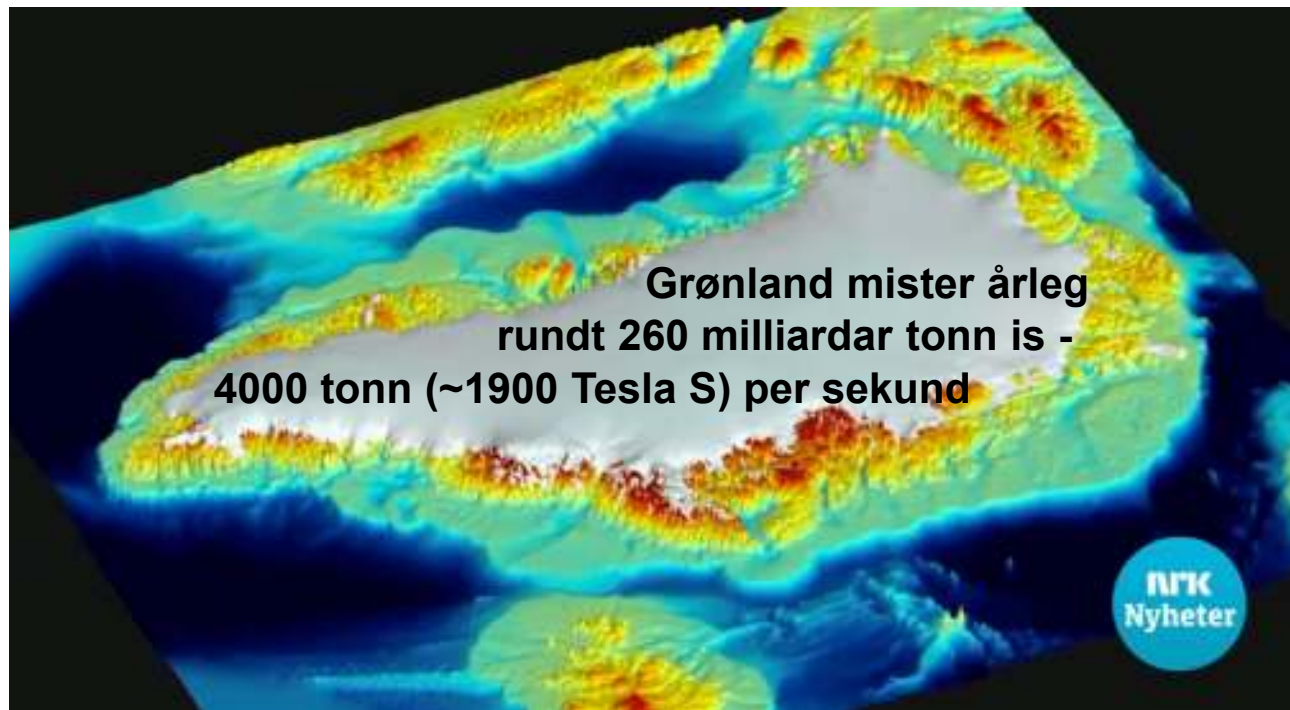 Grønland mister årleg
rundt 260 milliardar tonn is -
4000 tonn (~1900 Tesla S) per sekund
nrk
Nyheter